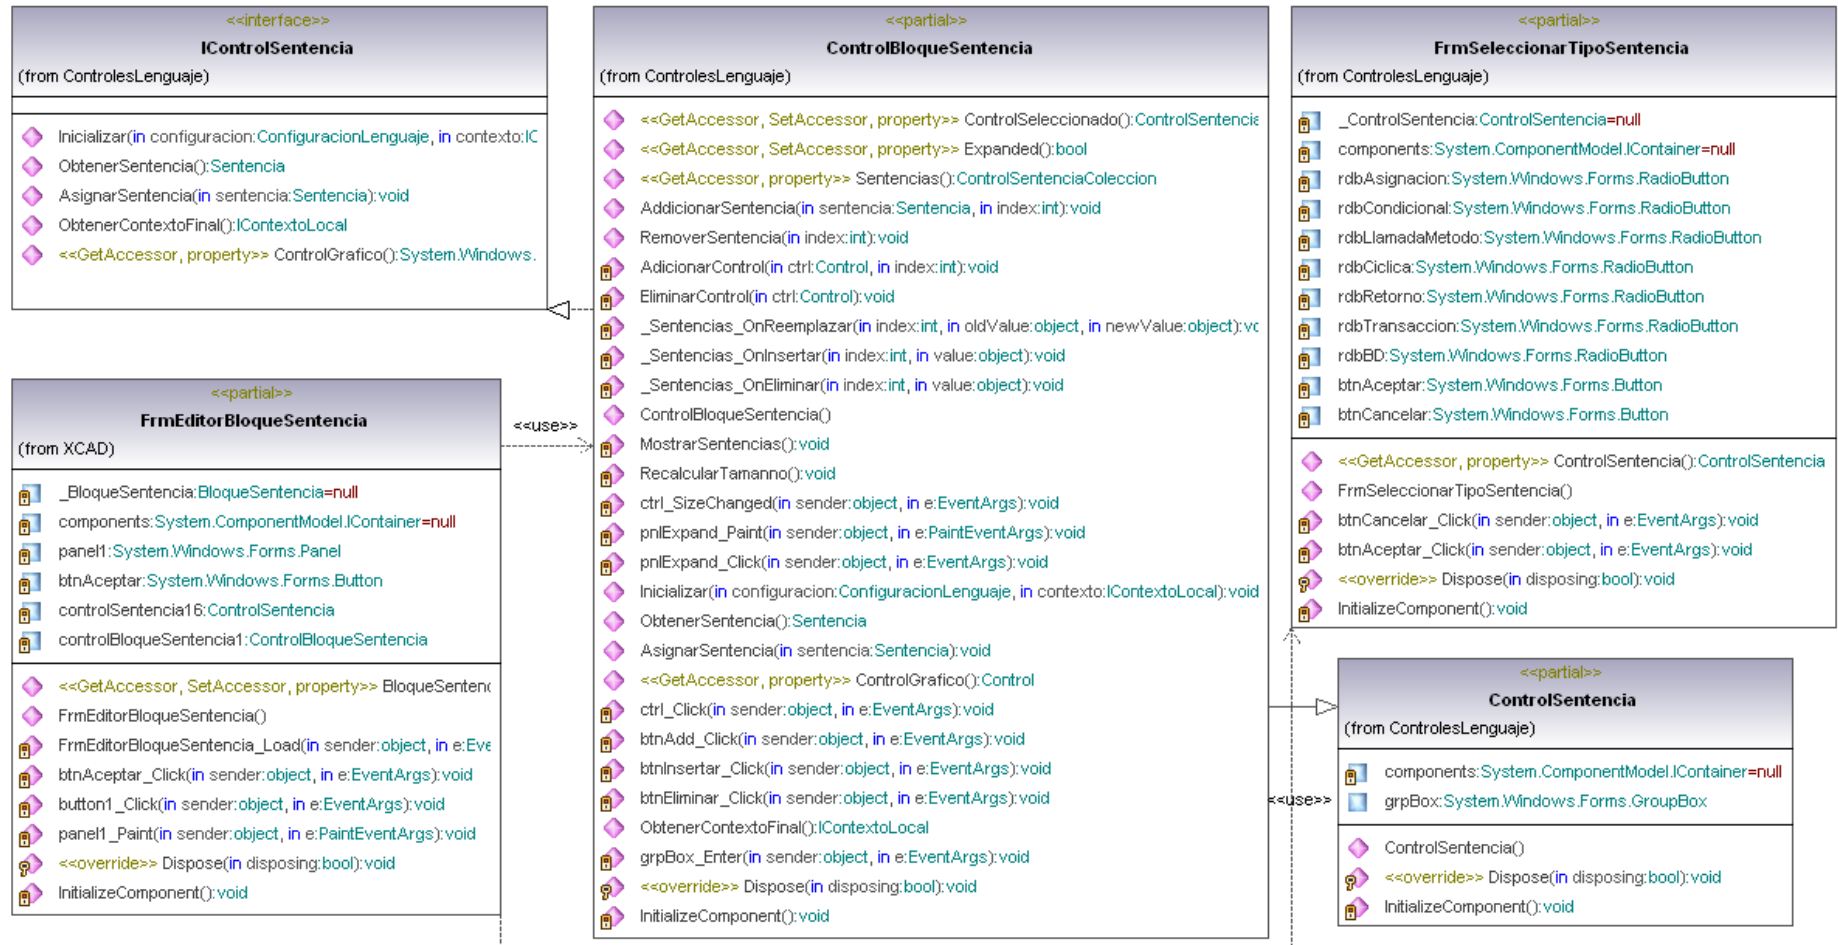 <<interface>>
IControlSentencia
(from ControlesLenguaje)
Inicializar(in configuracion:ConfiguracionLenguaje, in contexto:IC
ObtenerSentencia():Sentencia
AsignarSentencia(in sentencia:Sentencia):void
ObtenerContextoFinal():IContextoLocal
<<GetAccessor, property>> ControlGrafico():System.Windows.
<<partial>>
FrmEditorBloqueSentencia
(from XCAD)
_BloqueSentencia:BloqueSentencia=null
components:System.ComponentModel.IContainer=null
panel1:System.Windows.Forms.Panel
btnAceptar:System.Windows.Forms.Button
controlSentencia16:ControlSentencia
controlBloqueSentencia1:ControlBloqueSentencia
<<GetAccessor, SetAccessor, property>> BloqueSentenc
FrmEditorBloqueSentencia()
FrmEditorBloqueSentencia_Load(in sender:object, in e:Eve
btnAceptar_Click(in sender:object, in e:EventArgs):void
button1_Click(in sender:object, in e:EventArgs):void
panel1_Paint(in sender:object, in e:PaintEventArgs):void
<<override>> Dispose(in disposing:bool):void
InitializeComponent():void
<<use>>
<<partial>>
ControlBloqueSentencia
(from ControlesLenguaje)
<<GetAccessor, SetAccessor, property>> ControlSeleccionado():ControlSentencia
<<GetAccessor, SetAccessor, property>> Expanded():bool
<<GetAccessor, property>> Sentencias():ControlSentenciaColeccion
AddicionarSentencia(in sentencia:Sentencia, in index:int):void
RemoverSentencia(in index:int):void
AdicionarControl(in ctrl:Control, in index:int):void
EliminarControl(in ctrl:Control):void
_Sentencias_OnReemplazar(in index:int, in oldValue:object, in newValue:object):vo
_Sentencias_OnInsertar(in index:int, in value:object):void
_Sentencias_OnEliminar(in index:int, in value:object):void
ControlBloqueSentencia()
MostrarSentencias():void
RecalcularTamanno():void
ctrl_SizeChanged(in sender:object, in e:EventArgs):void
pnlExpand_Paint(in sender:object, in e:PaintEventArgs):void
pnlExpand_Click(in sender:object, in e:EventArgs):void
Inicializar(in configuracion:ConfiguracionLenguaje, in contexto:IContextoLocal):void
ObtenerSentencia():Sentencia
AsignarSentencia(in sentencia:Sentencia):void
<<GetAccessor, property>> ControlGrafico():Control
ctrl_Click(in sender:object, in e:EventArgs):void
btnAdd_Click(in sender:object, in e:EventArgs):void
btnInsertar_Click(in sender:object, in e:EventArgs):void
btnEliminar_Click(in sender:object, in e:EventArgs):void
ObtenerContextoFinal():IContextoLocal
grpBox_Enter(in sender:object, in e:EventArgs):void
<<override>> Dispose(in disposing:bool):void
InitializeComponent():void
<<partial>>
FrmSeleccionarTipoSentencia
(from ControlesLenguaje)
_ControlSentencia:ControlSentencia=null
components:System.ComponentModel.IContainer=null
rdbAsignacion:System.Windows.Forms.RadioButton
rdbCondicional:System.Windows.Forms.RadioButton
rdbLlamadaMetodo:System.Windows.Forms.RadioButton
rdbCiclica:System.Windows.Forms.RadioButton
rdbRetorno:System.Windows.Forms.RadioButton
rdbTransaccion:System.Windows.Forms.RadioButton
rdbBD:System.Windows.Forms.RadioButton
btnAceptar:System.Windows.Forms.Button
btnCancelar:System.Windows.Forms.Button
<<GetAccessor, property>> ControlSentencia():ControlSentencia
FrmSeleccionarTipoSentencia()
btnCancelar_Click(in sender:object, in e:EventArgs):void
btnAceptar_Click(in sender:object, in e:EventArgs):void
<<override>> Dispose(in disposing:bool):void
InitializeComponent():void
<<use>>
<<partial>>
ControlSentencia
(from ControlesLenguaje)
components:System.ComponentModel.IContainer=null
grpBox:System.Windows.Forms.GroupBox
ControlSentencia()
<<override>> Dispose(in disposing:bool):void
InitializeComponent():void